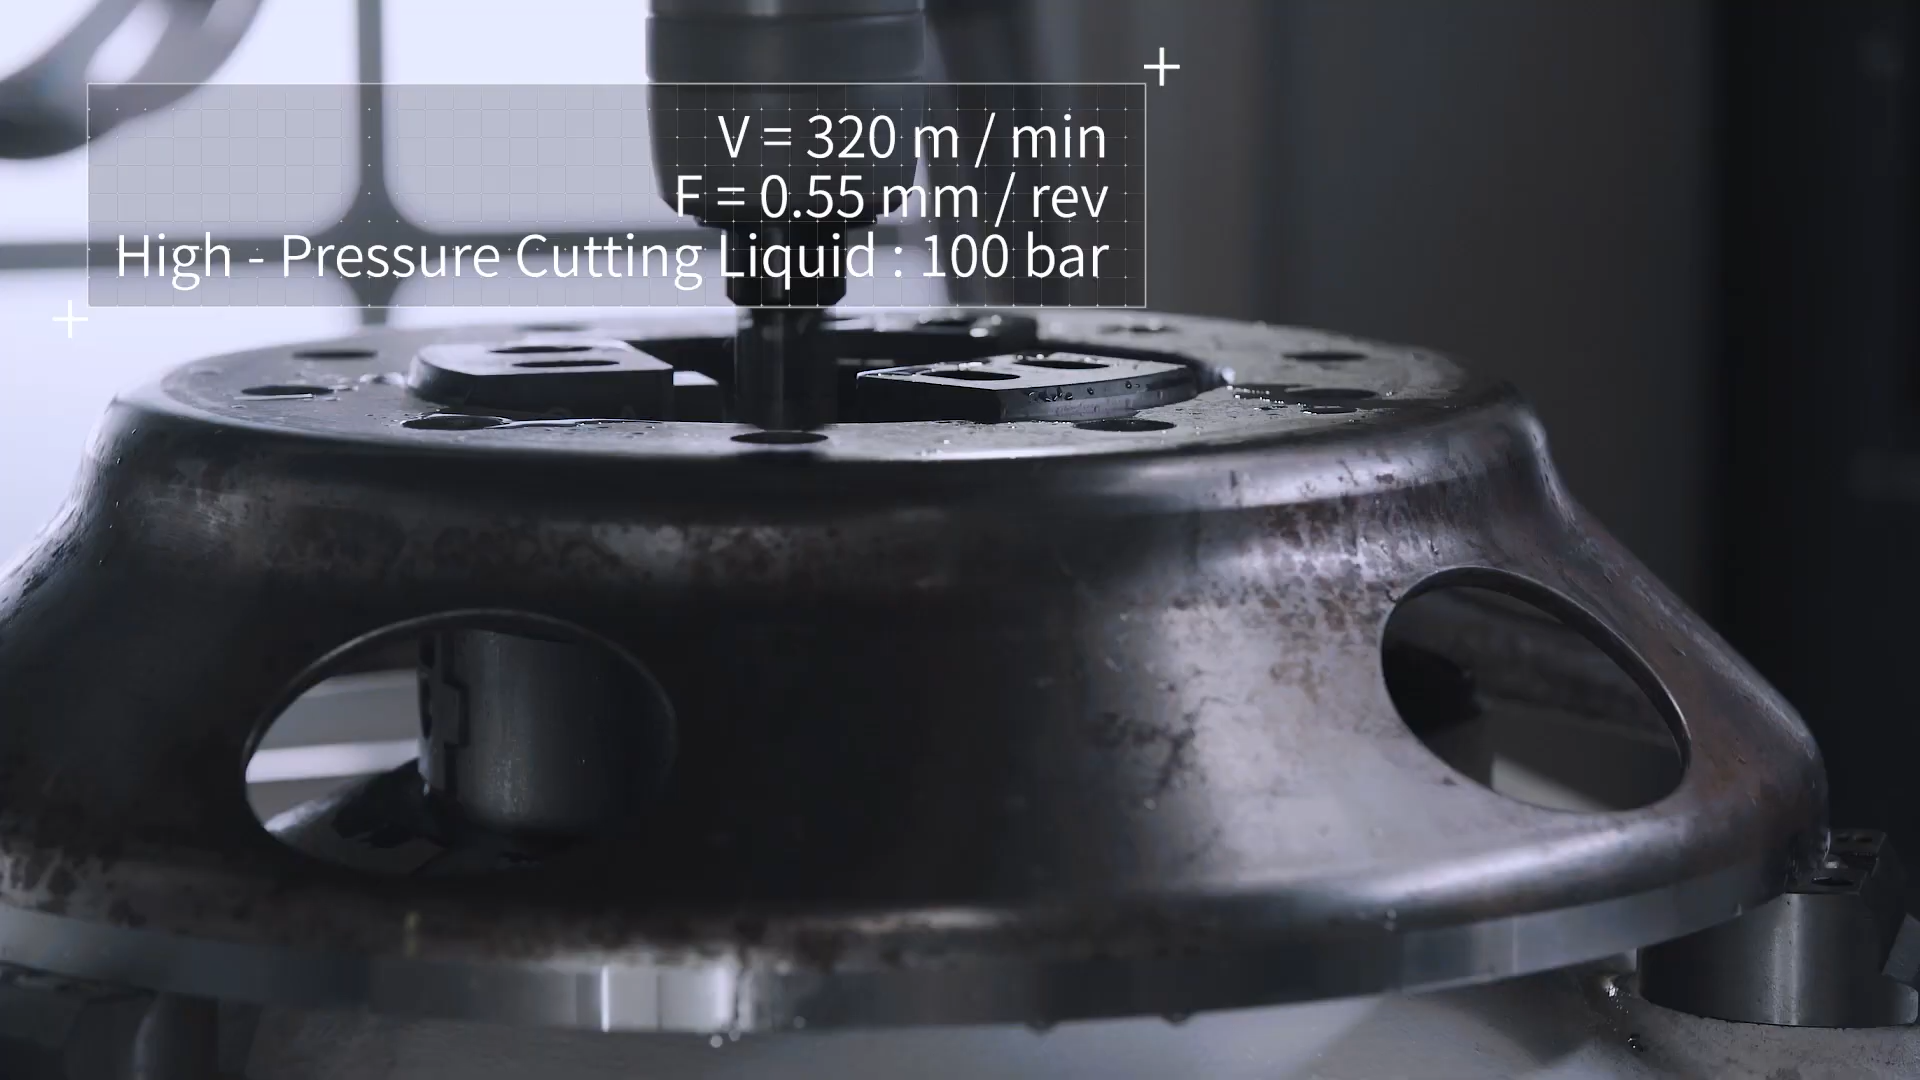 V = 320 m / min
F = 0.55 mm / rev
High - Pressure Cutting Liquid : 100 bar